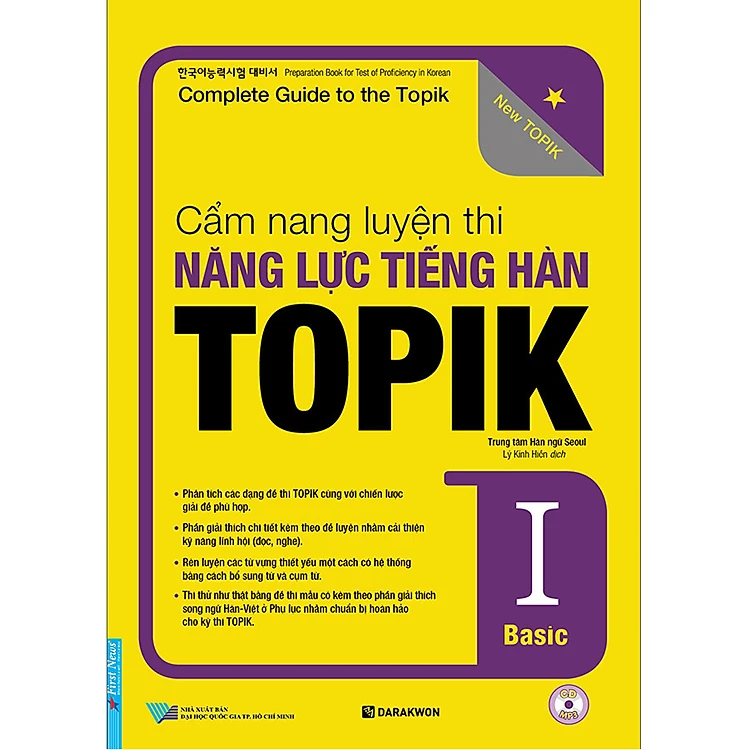 한국어능력시험 대비서 Preparation Book for Test of Proficiency in Korean
Complete Guide to the Topik
New TOPIK
Cẩm nang luyện thi
NĂNG LỰC TIẾNG HÀN
TOPIK
Trung tâm Hàn ngữ Seoul
Lý Kính Hiền dịch
• Phân tích các dạng đề thi TOPIK cùng với chiến lược
giải đề phù hợp.
• Phần giải thích chi tiết kèm theo đề luyện nhằm cải thiện
kỹ năng lĩnh hội (đọc, nghe).
• Rèn luyện các từ vựng thiết yếu một cách có hệ thống
bằng cách bổ sung từ và cụm từ.
• Thi thử như thật bằng đề thi mẫu có kèm theo phần giải thích
song ngữ Hàn-Việt ở Phụ lục nhằm chuẩn bị hoàn hảo
cho kỳ thi TOPIK.
I
Basic
First News
NHÀ XUẤT BẢN
ĐẠI HỌC QUỐC GIA TP. HỒ CHÍ MINH
DARAKWON
CD
MP3